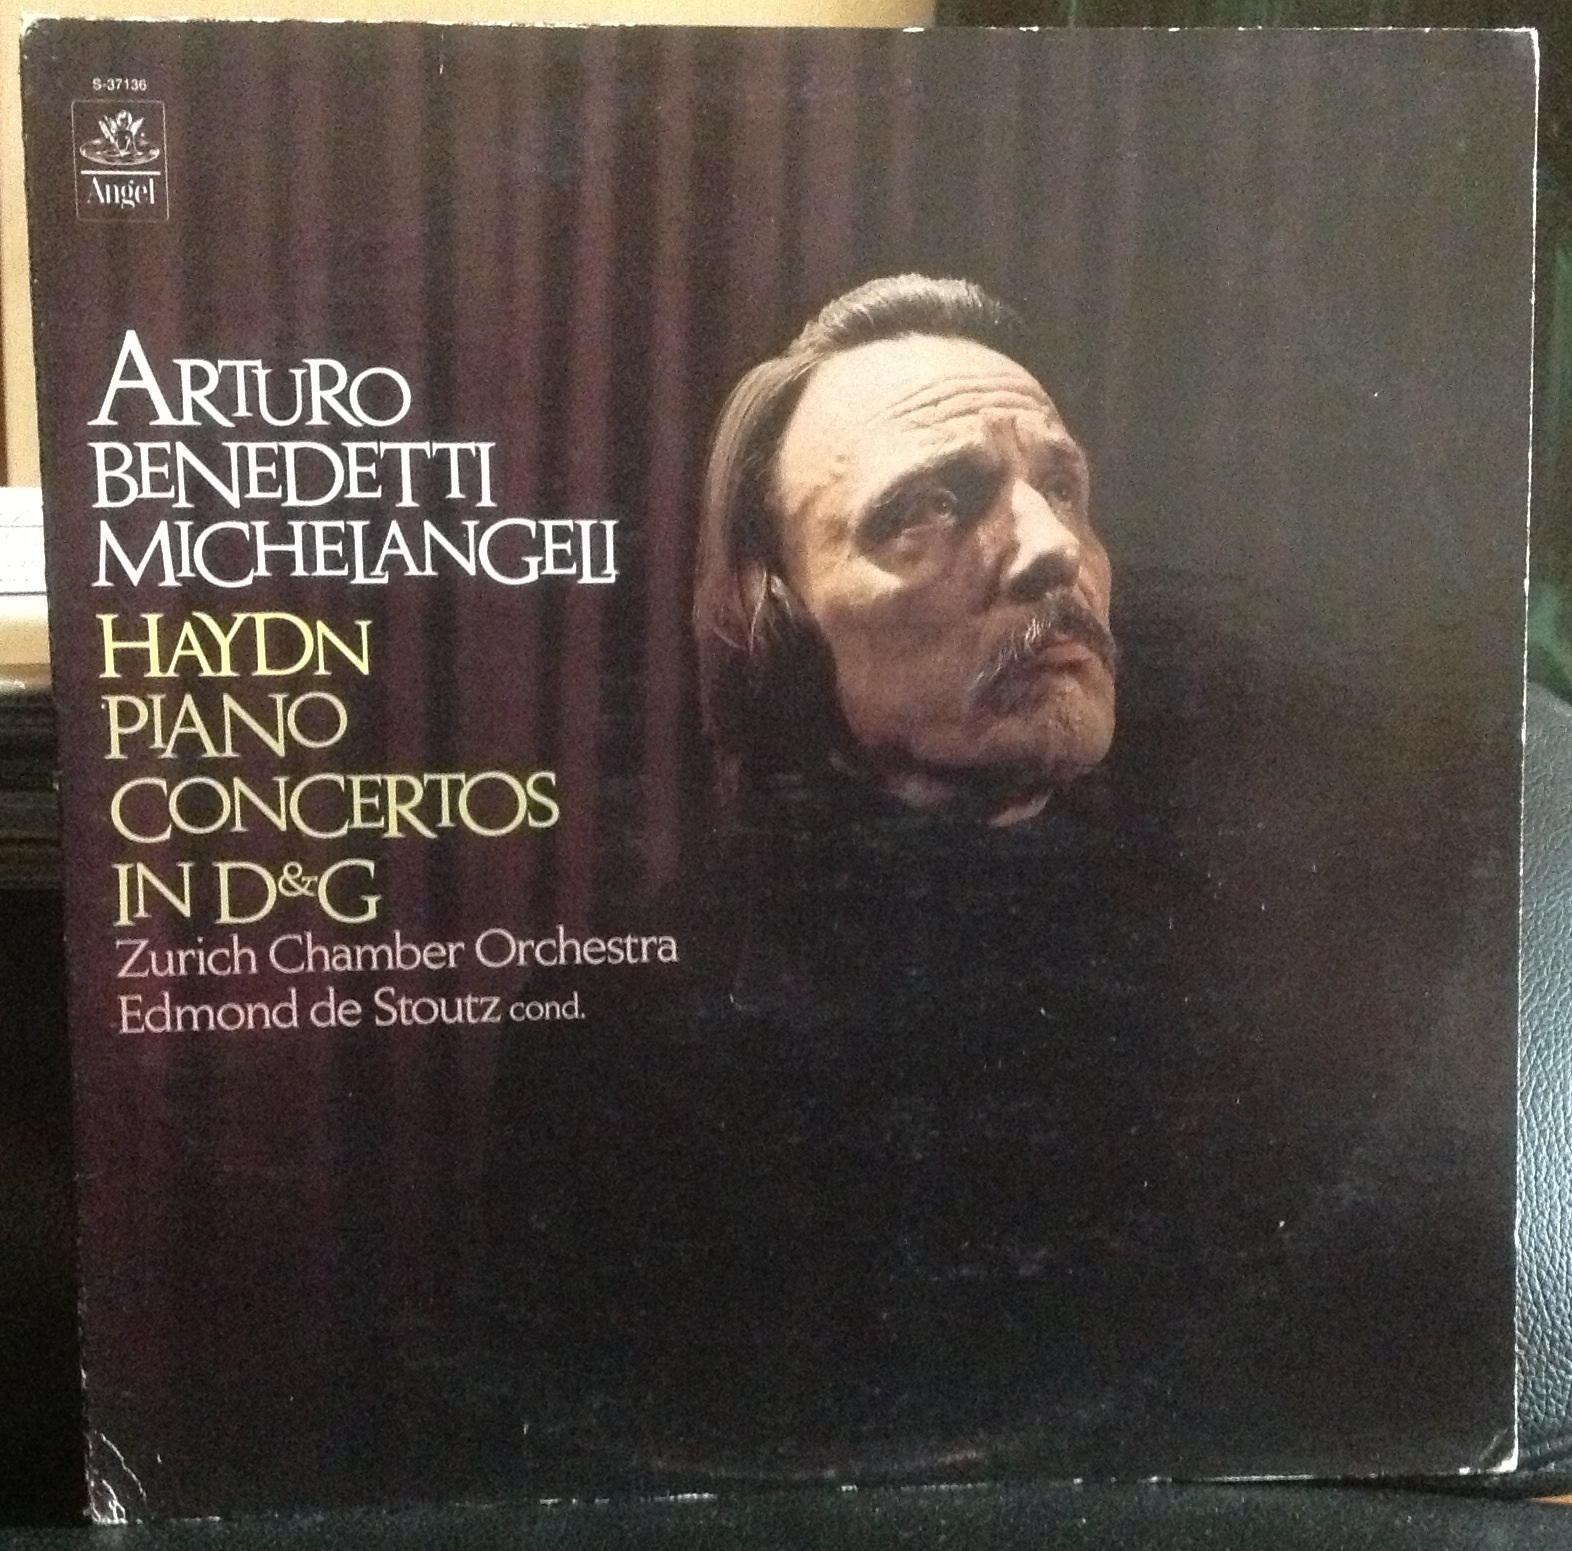 S-37136
Angel
ARTURO
BENEDETTI
MICHELANGELI
HAYDN
PIANO
CONCERTOS
IN D&G
Zurich Chamber Orchestra
Edmond de Stoutz cond.